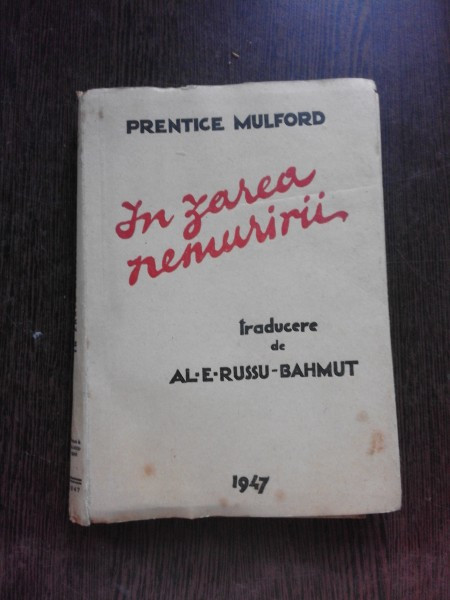 PRENTICE MULFORD
In zarea
nemuririi
traducere
de
AL·E·RUSSU-BAHMUT
1947